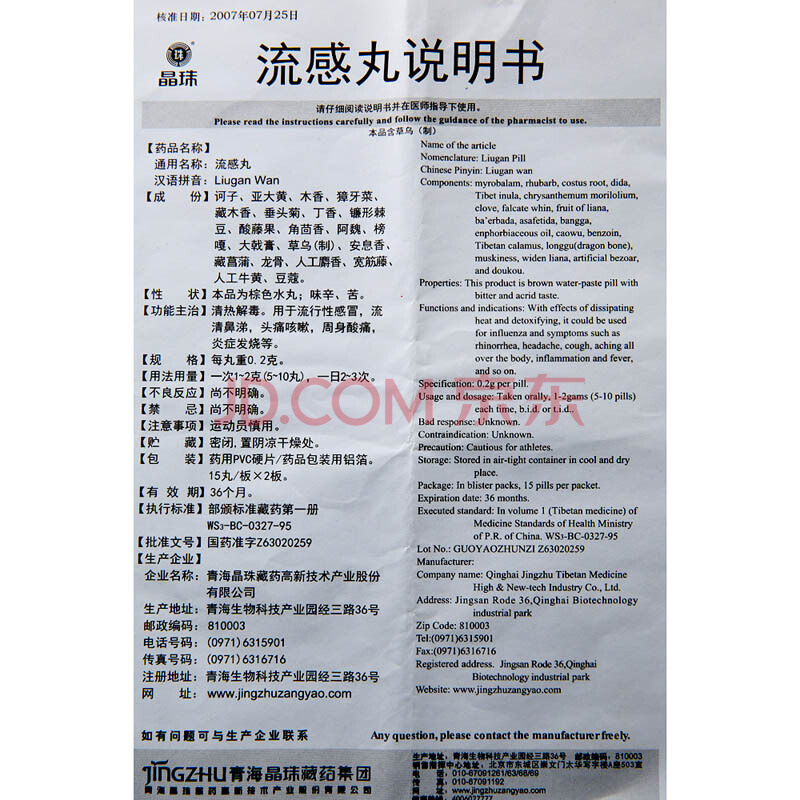 核准日期：2007年07月25日
珠
晶珠
流感丸说明书
请仔细阅读说明书并在医师指导下使用。
Please read the instructions carefully and follow the guidance of the pharmacist to use.
本品含草乌（制）
【药品名称】
通用名称：流感丸
汉语拼音：Liugan Wan
【成 份】诃子、亚大黄、木香、獐牙菜、
藏木香、垂头菊、丁香、镰形棘
豆、酸藤果、角茴香、阿魏、榜
嘎、大戟膏、草乌(制)、安息香、
藏菖蒲、龙骨、人工麝香、宽筋藤、
人工牛黄、豆蔻。
【性 状】本品为棕色水丸；味辛、苦。
【功能主治】清热解毒。用于流行性感冒，流
清鼻涕，头痛咳嗽，周身酸痛，
炎症发烧等。
【规 格】每丸重0.2克。
【用法用量】一次1~2克(5~10丸)，一日2~3次。
【不良反应】尚不明确。
【禁 忌】尚不明确。
【注意事项】运动员慎用。
【贮 藏】密闭,置阴凉干燥处。
【包 装】药用PVC硬片/药品包装用铝箔。
15丸/板×2板。
【有 效 期】36个月。
【执行标准】部颁标准藏药第一册
WS₃-BC-0327-95
【批准文号】国药准字Z63020259
【生产企业】
企业名称：青海晶珠藏药高新技术产业股份
有限公司
生产地址：青海生物科技产业园经三路36号
邮政编码：810003
电话号码：(0971)6315901
传真号码：(0971)6316716
注册地址：青海生物科技产业园经三路36号
网 址：www.jingzhuzangyao.com
Name of the article
Nomenclature: Liugan Pill
Chinese Pinyin: Liugan wan
Components: myrobalam, rhubarb, costus root, dida,
Tibet inula, chrysanthemum morilolium,
clove, falcate whin, fruit of liana,
ba'erbada, asafetida, bangga,
enphorbiaceous oil, caowu, benzoin,
Tibetan calamus, longgu(dragon bone),
muskiness, widen liana, artificial bezoar,
and doukou.
Properties: This product is brown water-paste pill with
bitter and acrid taste.
Functions and indications: With effects of dissipating
heat and detoxifying, it could be used
for influenza and symptoms such as
rhinorrhea, headache, cough, aching all
over the body, inflammation and fever,
and so on.
Specification: 0.2g per pill.
Usage and dosage: Taken orally, 1-2gams (5-10 pills)
each time, b.i.d. or t.i.d..
Bad response: Unknown.
Contraindication: Unknown.
Precaution: Cautious for athletes.
Storage: Stored in air-tight container in cool and dry
place.
Package: In blister packs, 15 pills per packet.
Expiration date: 36 months.
Executed standard: In volume 1 (Tibetan medicine) of
Medicine Standards of Health Ministry
of P.R. of China. WS₃-BC-0327-95
Lot No.: GUOYAOZHUNZI Z63020259
Manufacturer:
Company name: Qinghai Jingzhu Tibetan Medicine
High & New-tech Industry Co., Ltd.
Address: Jingsan Rode 36,Qinghai Biotechnology
industrial park
Zip Code: 810003
Tel:(0971)6315901
Fax:(0971)6316716
Registered address. Jingsan Rode 36,Qinghai
Biotechnology industrial park
Website: www.jingzhuzangyao.com
JD.COM 京东
如有问题可与生产企业联系
Any question, please contact the manufacturer freely.
JINGZHU青海晶珠藏药集团
青海晶珠藏药高新技术产业股份有限公司
生产地址：青海生物科技产业园经三路36号 邮政编码：810003
销售指挥中心地址：北京市东城区崇文门太华写字楼A座503室
电 话：010-67091261/63/68/69
传 真：010-67091192
网 址：www.jingzhuzangyao.com